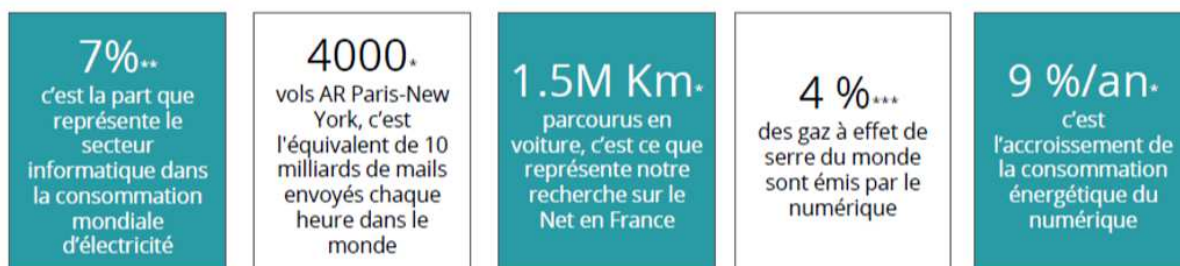 7%**
c'est la part que
représente le
secteur
informatique dans
la consommation
mondiale
d'électricité
4000*
vols AR Paris-New
York, c'est
l'équivalent de 10
milliards de mails
envoyés chaque
heure dans le
monde
1.5M Km*
parcourus en
voiture, c'est ce que
représente notre
recherche sur le
Net en France
4 %***
des gaz à effet de
serre du monde
sont émis par le
numérique
9 %/an*
c'est
l'accroissement de
la consommation
énergétique du
numérique